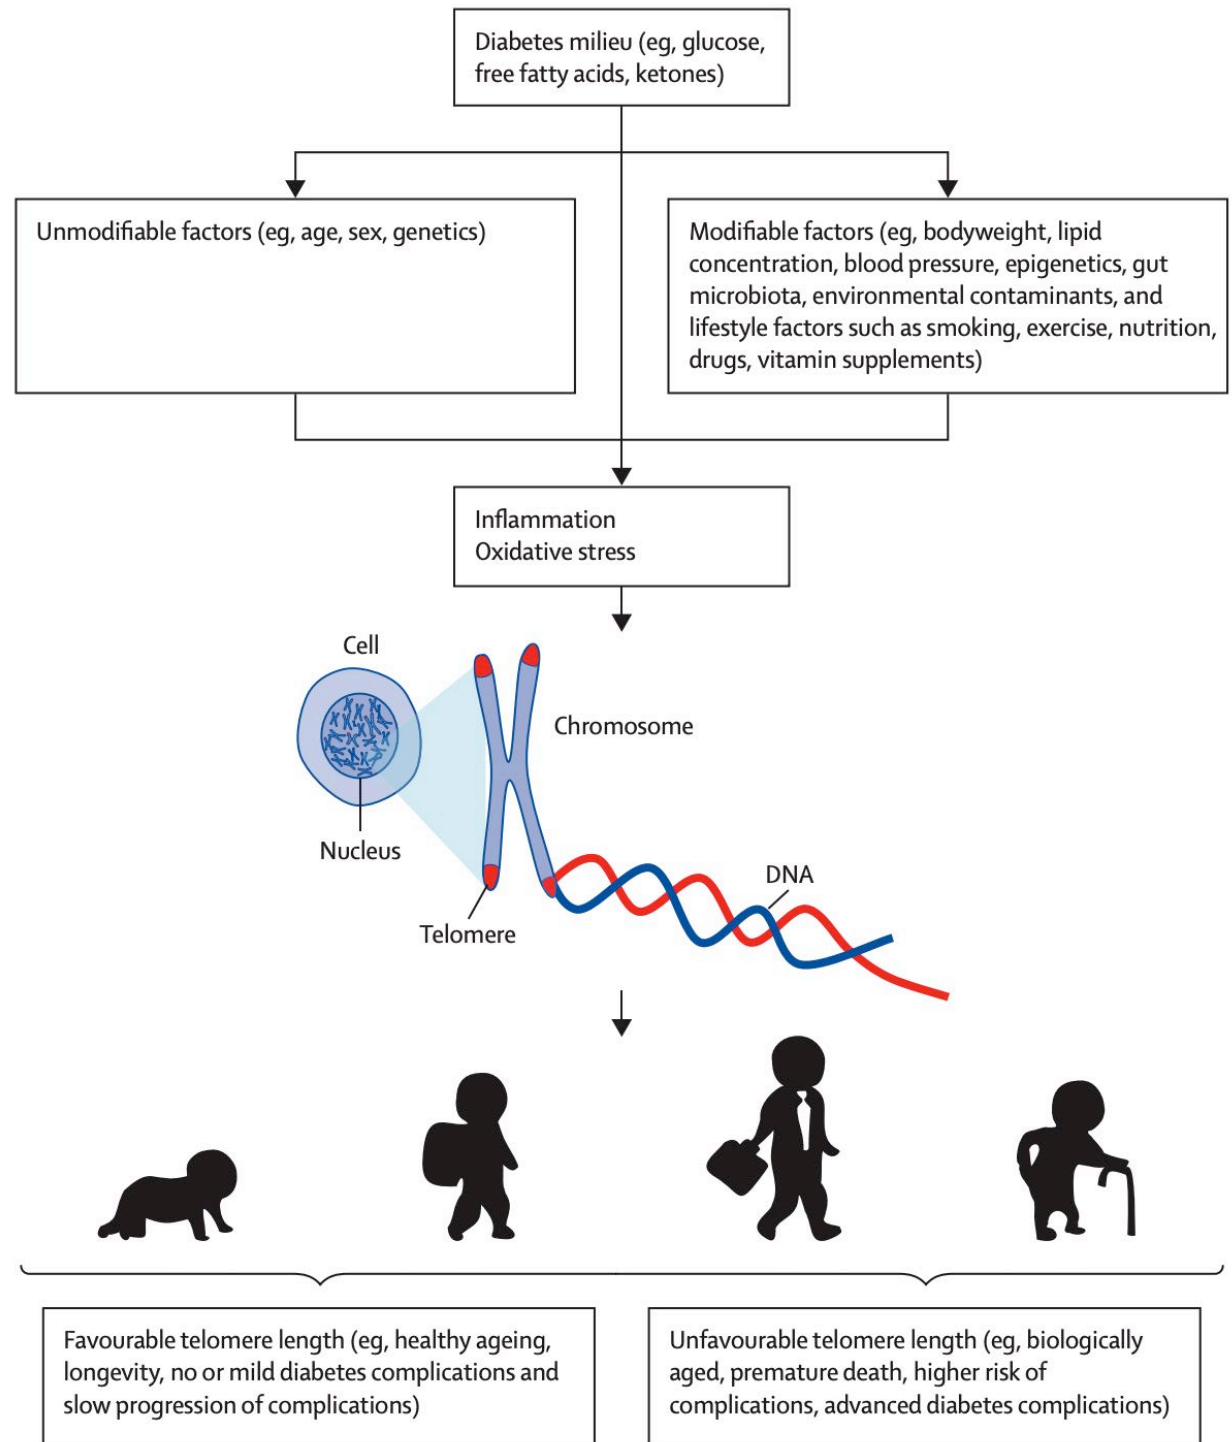 Diabetes milieu (eg, glucose,
free fatty acids, ketones)
Unmodifiable factors (eg, age, sex, genetics)
Modifiable factors (eg, bodyweight, lipid
concentration, blood pressure, epigenetics, gut
microbiota, environmental contaminants, and
lifestyle factors such as smoking, exercise, nutrition,
drugs, vitamin supplements)
Inflammation
Oxidative stress
Cell
Chromosome
Nucleus
DNA
Telomere
Favourable telomere length (eg, healthy ageing,
longevity, no or mild diabetes complications and
slow progression of complications)
Unfavourable telomere length (eg, biologically
aged, premature death, higher risk of
complications, advanced diabetes complications)